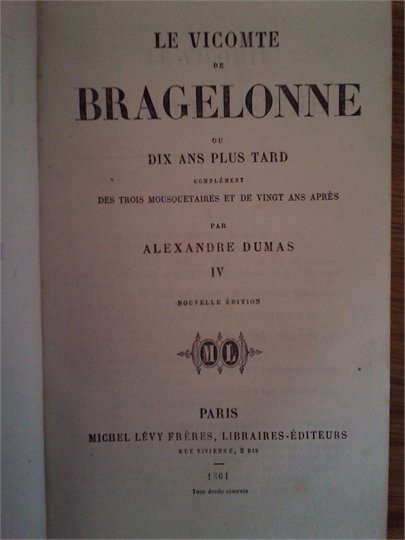 LE VICOMTE
DE
BRAGELONNE
OU
DIX ANS PLUS TARD
COMPLÉMENT
DES TROIS MOUSQUETAIRES ET DE VINGT ANS APRÈS
PAR
ALEXANDRE DUMAS
IV
NOUVELLE ÉDITION
ML
PARIS
MICHEL LÉVY FRÈRES, LIBRAIRES-ÉDITEURS
RUE VIVIENNE, 2 BIS
1861
Tous droits réservés